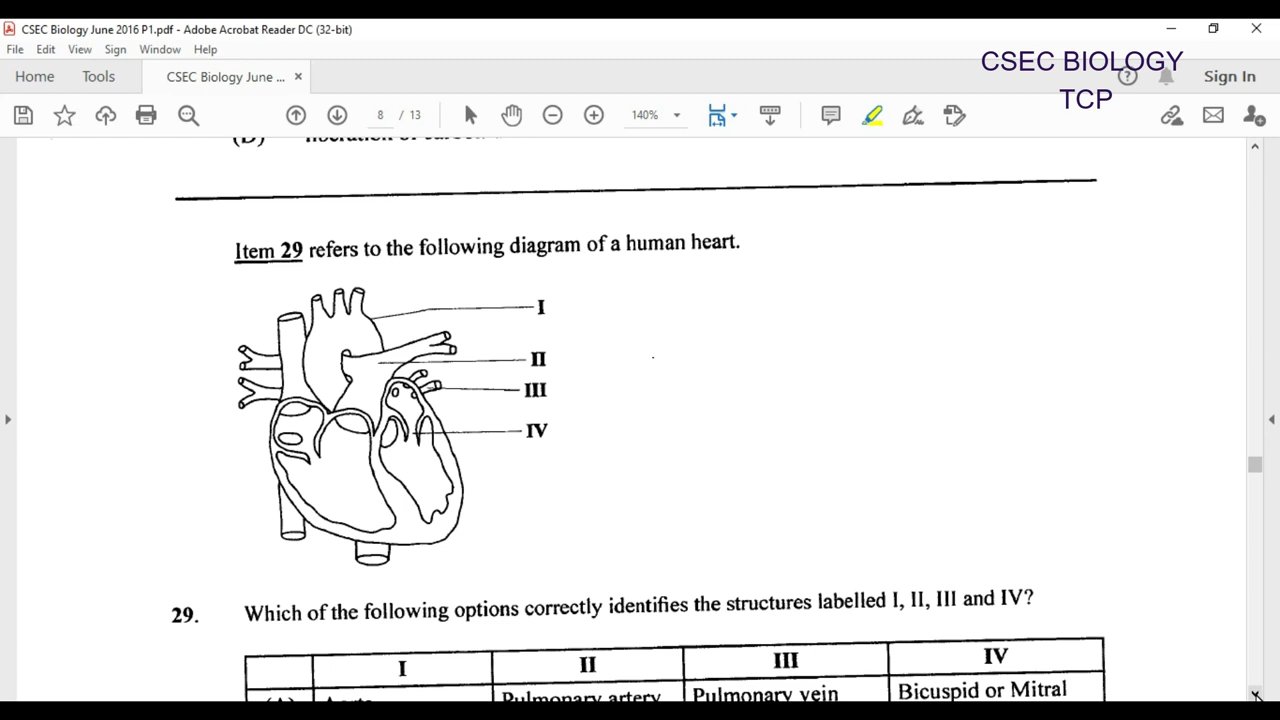 CSEC Biology June 2016 P1.pdf - Adobe Acrobat Reader DC (32-bit)
File Edit View Sign Window Help
CSEC BIOLOGY
TCP
Home Tools CSEC Biology June ... × ? Sign In
8 / 13 140%
(D)
Item 29 refers to the following diagram of a human heart.
I
II
III
IV
29. Which of the following options correctly identifies the structures labelled I, II, III and IV?
I II III IV
Pulmonary artery Pulmonary vein Bicuspid or Mitral